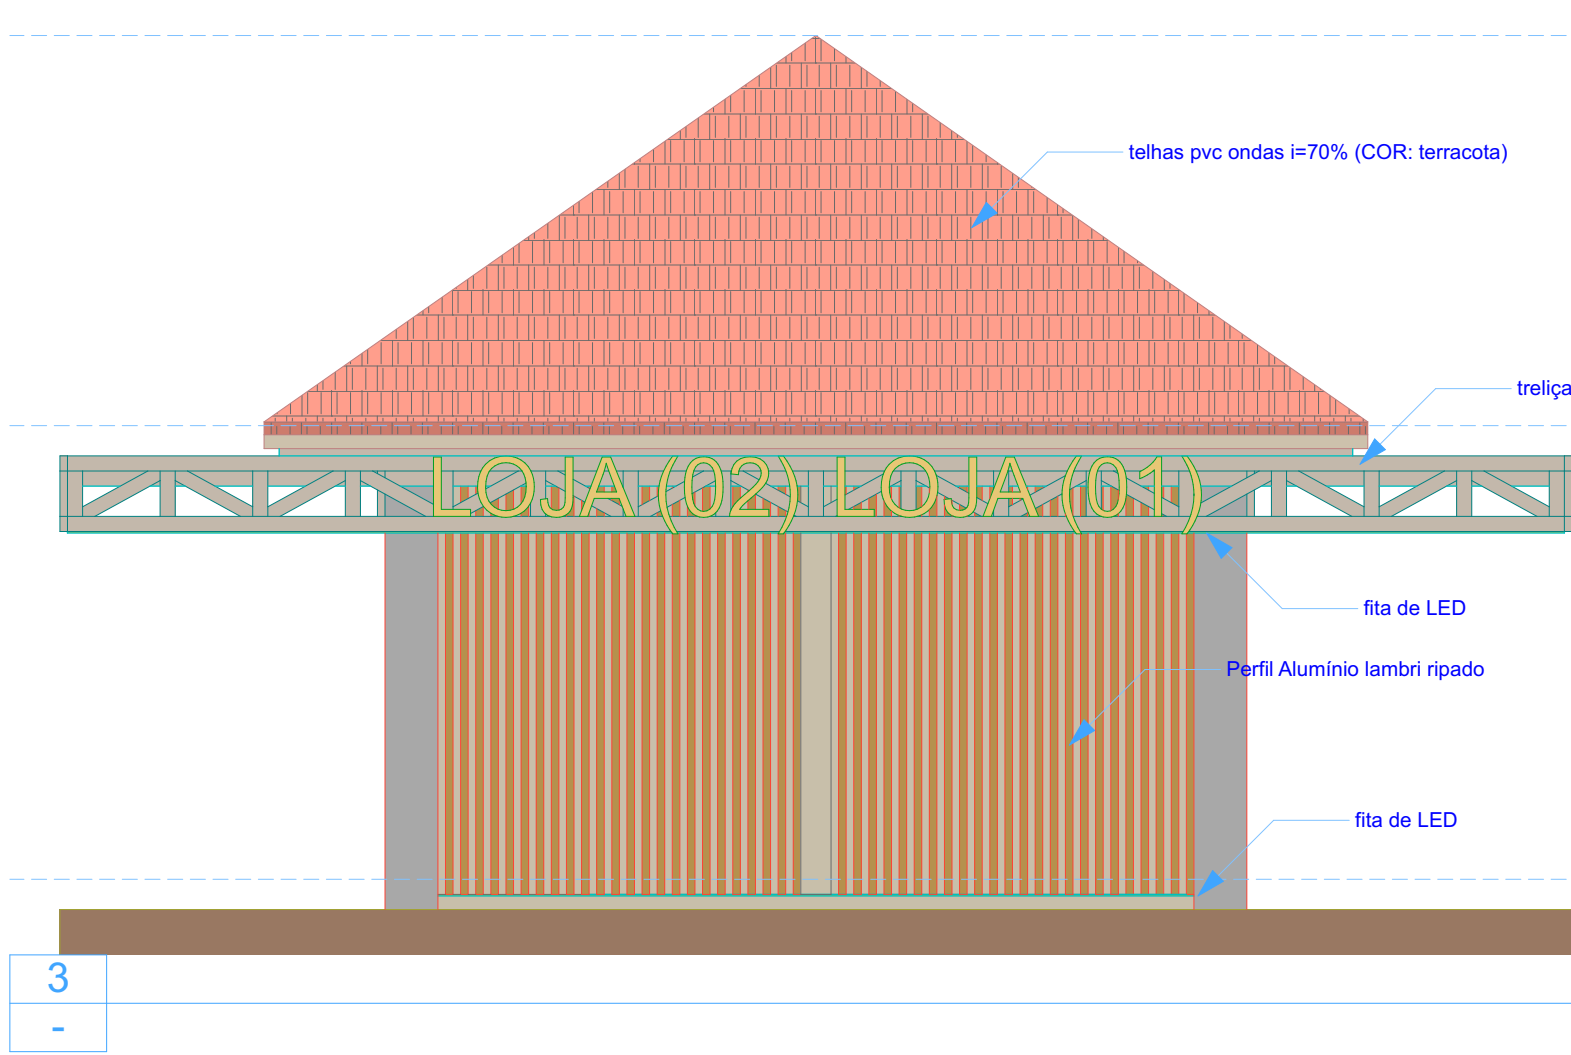 telhas pvc ondas i=70% (COR: terracota)
treliça
LOJA (02) LOJA (01)
fita de LED
Perfil Alumínio lambri ripado
fita de LED
3
-